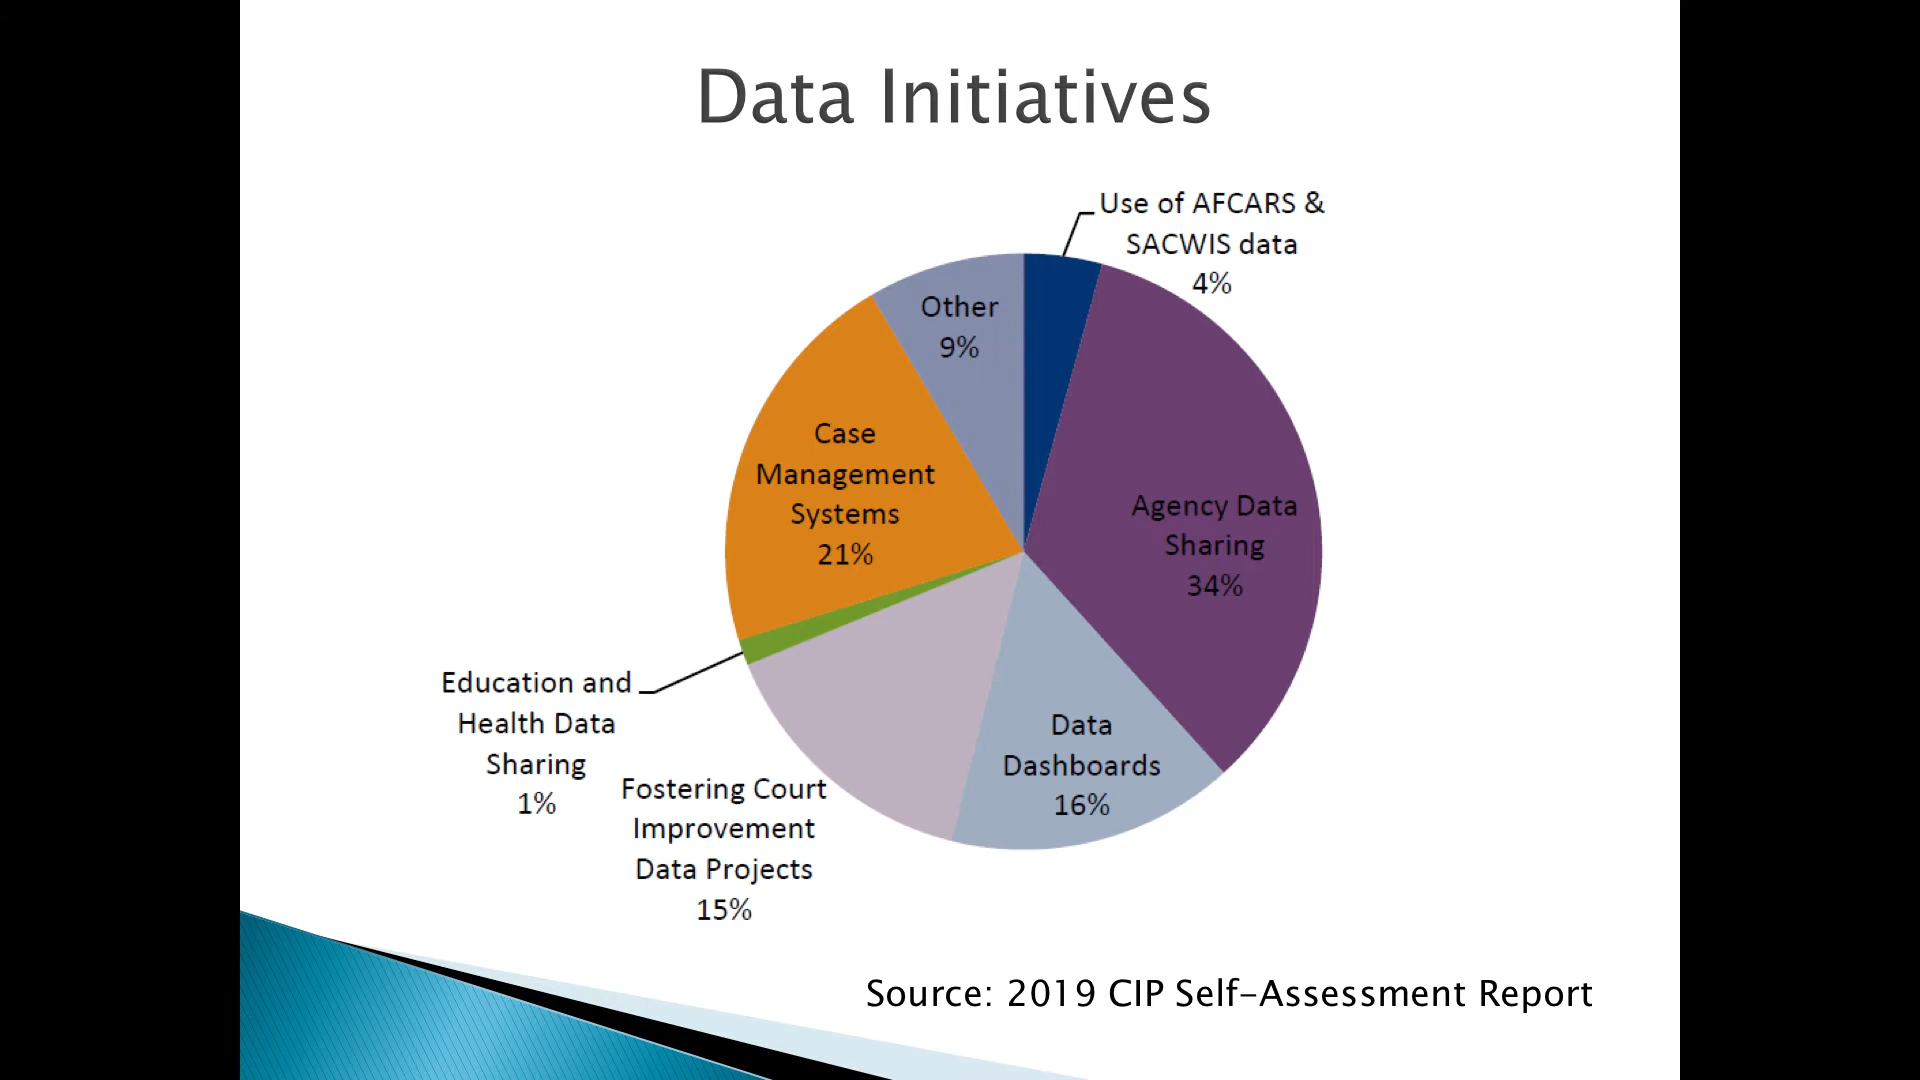 Data Initiatives
Use of AFCARS &
SACWIS data
4%
Other
9%
Case
Management
Systems
21%
Agency Data
Sharing
34%
Education and
Health Data
Sharing
1%
Data
Dashboards
16%
Fostering Court
Improvement
Data Projects
15%
Source: 2019 CIP Self-Assessment Report